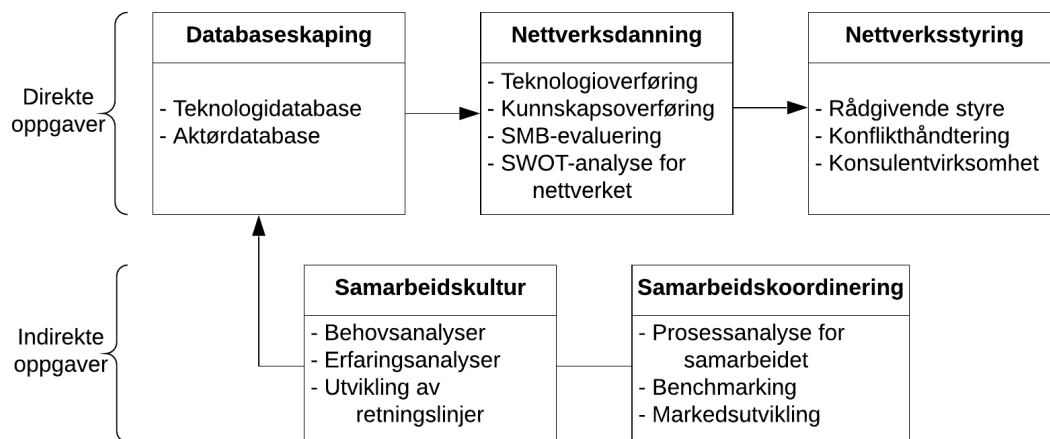 Direkte
oppgaver
Databaseskaping
- Teknologidatabase
- Aktørdatabase
Nettverksdanning
- Teknologioverføring
- Kunnskapsoverføring
- SMB-evaluering
- SWOT-analyse for
nettverket
Nettverksstyring
- Rådgivende styre
- Konflikthåndtering
- Konsulentvirksomhet
Indirekte
oppgaver
Samarbeidskultur
- Behovsanalyser
- Erfaringsanalyser
- Utvikling av
retningslinjer
Samarbeidskoordinering
- Prosessanalyse for
samarbeidet
- Benchmarking
- Markedsutvikling